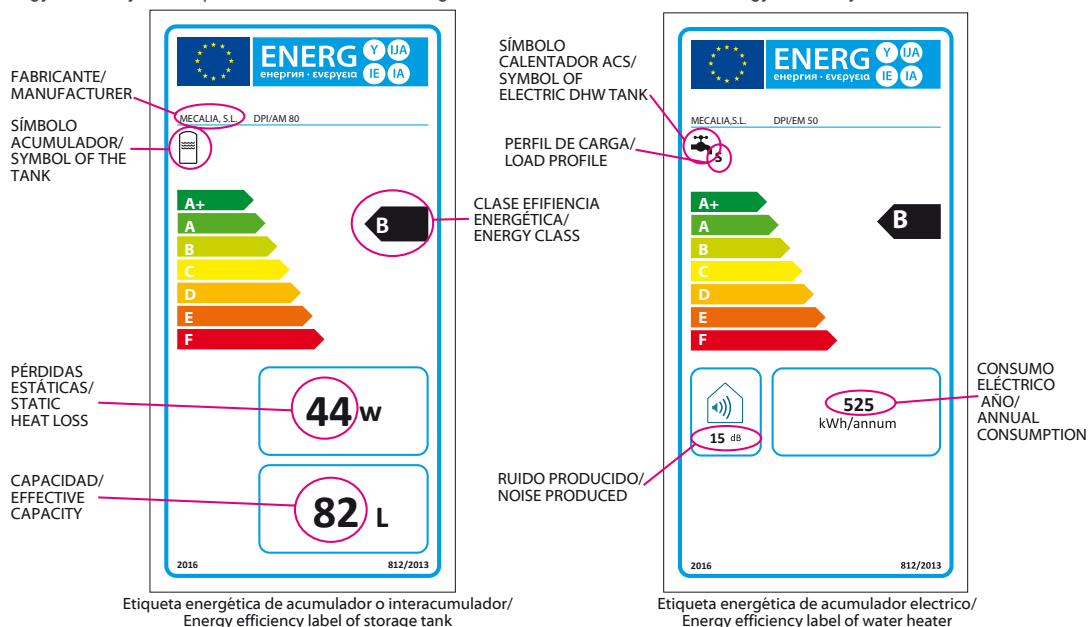 FABRICANTE/
MANUFACTURER
SÍMBOLO
ACUMULADOR/
SYMBOL OF THE
TANK
PÉRDIDAS
ESTÁTICAS/
STATIC
HEAT LOSS
CAPACIDAD/
EFFECTIVE
CAPACITY
ENERG
енергия · ενεργεια
Y IJA
IE IA
MECALIA, S.L. DPI/AM 80
A+
A
B
C
D
E
F
B
44 w
82 L
2016 812/2013
Etiqueta energética de acumulador o interacumulador/
Energy efficiency label of storage tank
CLASE EFIFIENCIA
ENERGÉTICA/
ENERGY CLASS
SÍMBOLO
CALENTADOR ACS/
SYMBOL OF
ELECTRIC DHW TANK
PERFIL DE CARGA/
LOAD PROFILE
RUIDO PRODUCIDO/
NOISE PRODUCED
ENERG
енергия · ενεργεια
Y IJA
IE IA
MECALIA,S.L. DPI/EM 50
S
A+
A
B
C
D
E
F
B
15 dB
525
kWh/annum
2016 812/2013
CONSUMO
ELÉCTRICO
AÑO/
ANNUAL
CONSUMPTION
Etiqueta energética de acumulador electrico/
Energy efficiency label of water heater